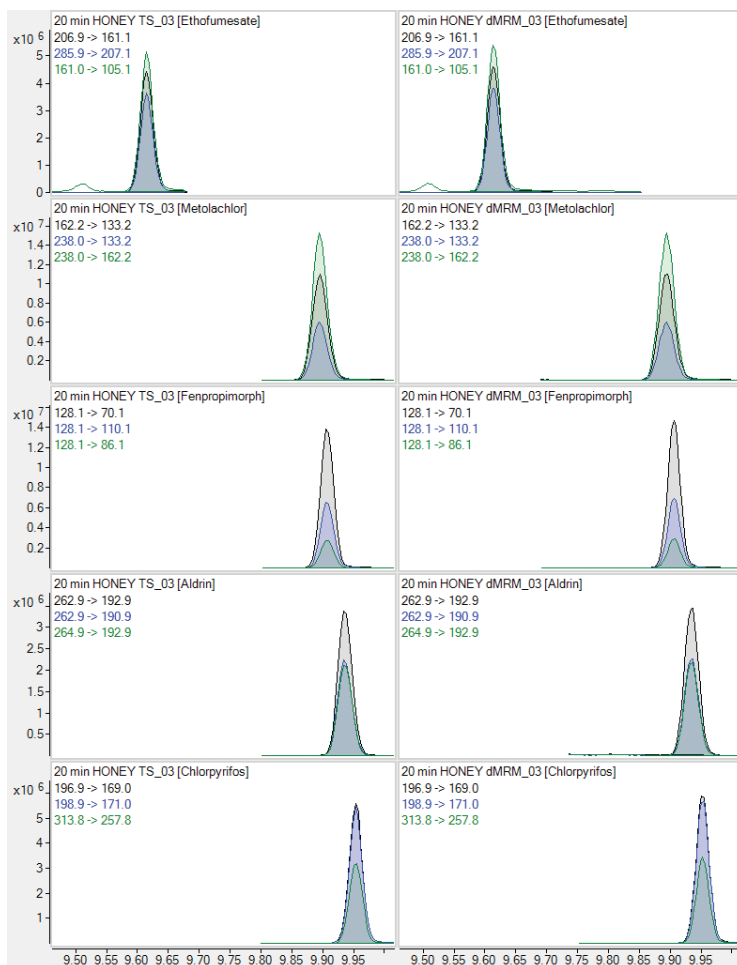 20 min HONEY TS_03 [Ethofumesate]
206.9 -> 161.1
285.9 -> 207.1
161.0 -> 105.1
x10 6
5
4
3
2
1
0
20 min HONEY dMRM_03 [Ethofumesate]
206.9 -> 161.1
285.9 -> 207.1
161.0 -> 105.1
20 min HONEY TS_03 [Metolachlor]
162.2 -> 133.2
238.0 -> 133.2
238.0 -> 162.2
x10 7
1.4
1.2
1
0.8
0.6
0.4
0.2
20 min HONEY dMRM_03 [Metolachlor]
162.2 -> 133.2
238.0 -> 133.2
238.0 -> 162.2
20 min HONEY TS_03 [Fenpropimorph]
128.1 -> 70.1
128.1 -> 110.1
128.1 -> 86.1
x10 7
1.4
1.2
1
0.8
0.6
0.4
0.2
20 min HONEY dMRM_03 [Fenpropimorph]
128.1 -> 70.1
128.1 -> 110.1
128.1 -> 86.1
20 min HONEY TS_03 [Aldrin]
262.9 -> 192.9
262.9 -> 190.9
264.9 -> 192.9
x10 6
3
2.5
2
1.5
1
0.5
20 min HONEY dMRM_03 [Aldrin]
262.9 -> 192.9
262.9 -> 190.9
264.9 -> 192.9
20 min HONEY TS_03 [Chlorpyrifos]
196.9 -> 169.0
198.9 -> 171.0
313.8 -> 257.8
x10 6
5
4
3
2
1
20 min HONEY dMRM_03 [Chlorpyrifos]
196.9 -> 169.0
198.9 -> 171.0
313.8 -> 257.8
9.50 9.55 9.60 9.65 9.70 9.75 9.80 9.85 9.90 9.95
9.50 9.55 9.60 9.65 9.70 9.75 9.80 9.85 9.90 9.95